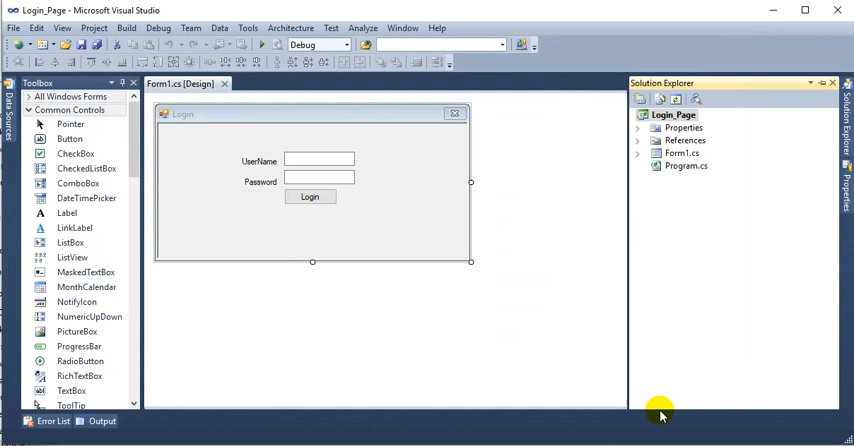 Login_Page - Microsoft Visual Studio
File Edit View Project Build Debug Team Data Tools Architecture Test Analyze Window Help
Debug
Toolbox
Form1.cs [Design]
Solution Explorer
Data Sources
All Windows Forms
Common Controls
Pointer
Button
CheckBox
CheckedListBox
ComboBox
DateTimePicker
Label
LinkLabel
ListBox
ListView
MaskedTextBox
MonthCalendar
NotifyIcon
NumericUpDown
PictureBox
ProgressBar
RadioButton
RichTextBox
TextBox
ToolTip
Login
UserName
Password
Login
Login_Page
Properties
References
Form1.cs
Program.cs
Solution Explorer
Properties
Error List Output